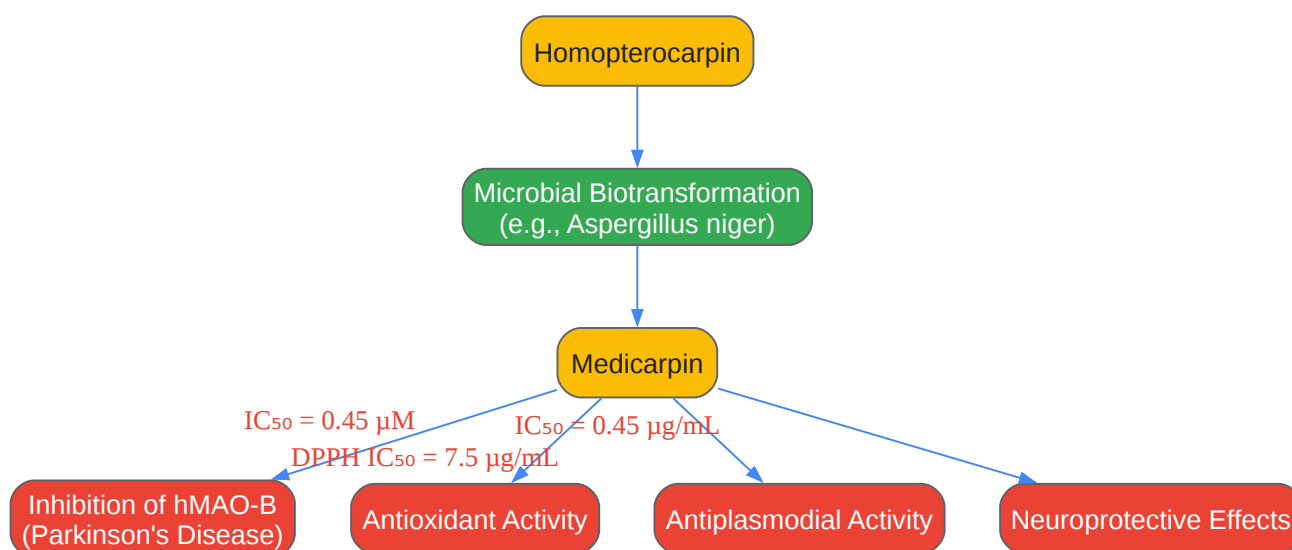 Homopterocarpin
Microbial Biotransformation
(e.g., Aspergillus niger)
Medicarpin
IC₅₀ = 0.45 µM
IC₅₀ = 0.45 µg/mL
DPPH IC₅₀ = 7.5 µg/mL
Inhibition of hMAO-B
(Parkinson's Disease)
Antioxidant Activity
Antiplasmodial Activity
Neuroprotective Effects